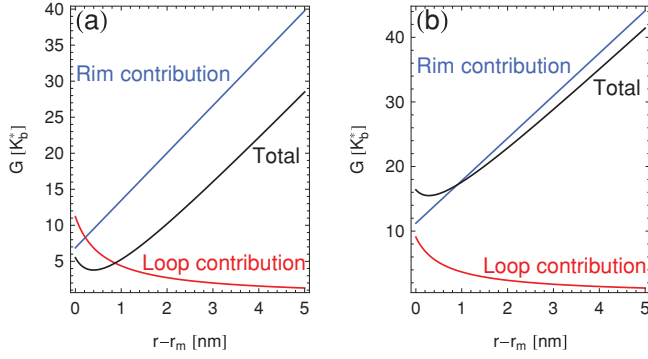 (a)
40
35
30
25
20
15
10
5
G [K*b]
Rim contribution
Total
Loop contribution
0 1 2 3 4 5
r−rm [nm]
(b)
40
30
20
10
G [K*b]
Rim contribution
Total
Loop contribution
0 1 2 3 4 5
r−rm [nm]